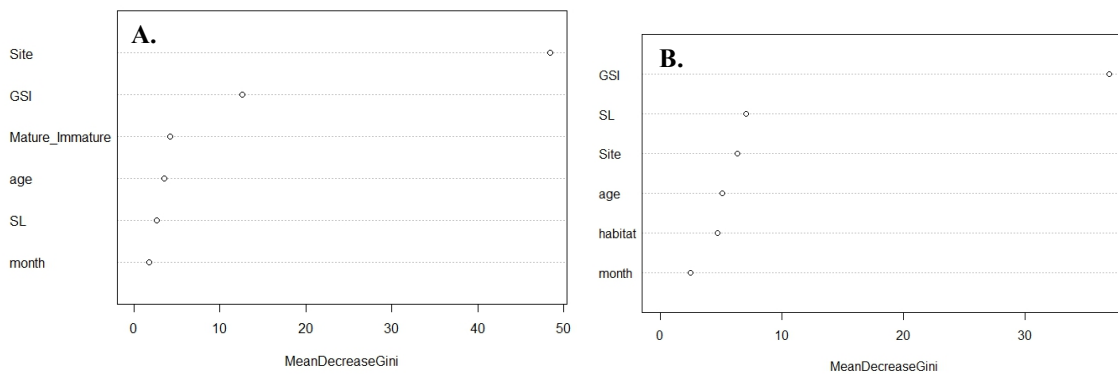 A.
Site
GSI
Mature_Immature
age
SL
month
0 10 20 30 40 50
MeanDecreaseGini
B.
GSI
SL
Site
age
habitat
month
0 10 20 30
MeanDecreaseGini